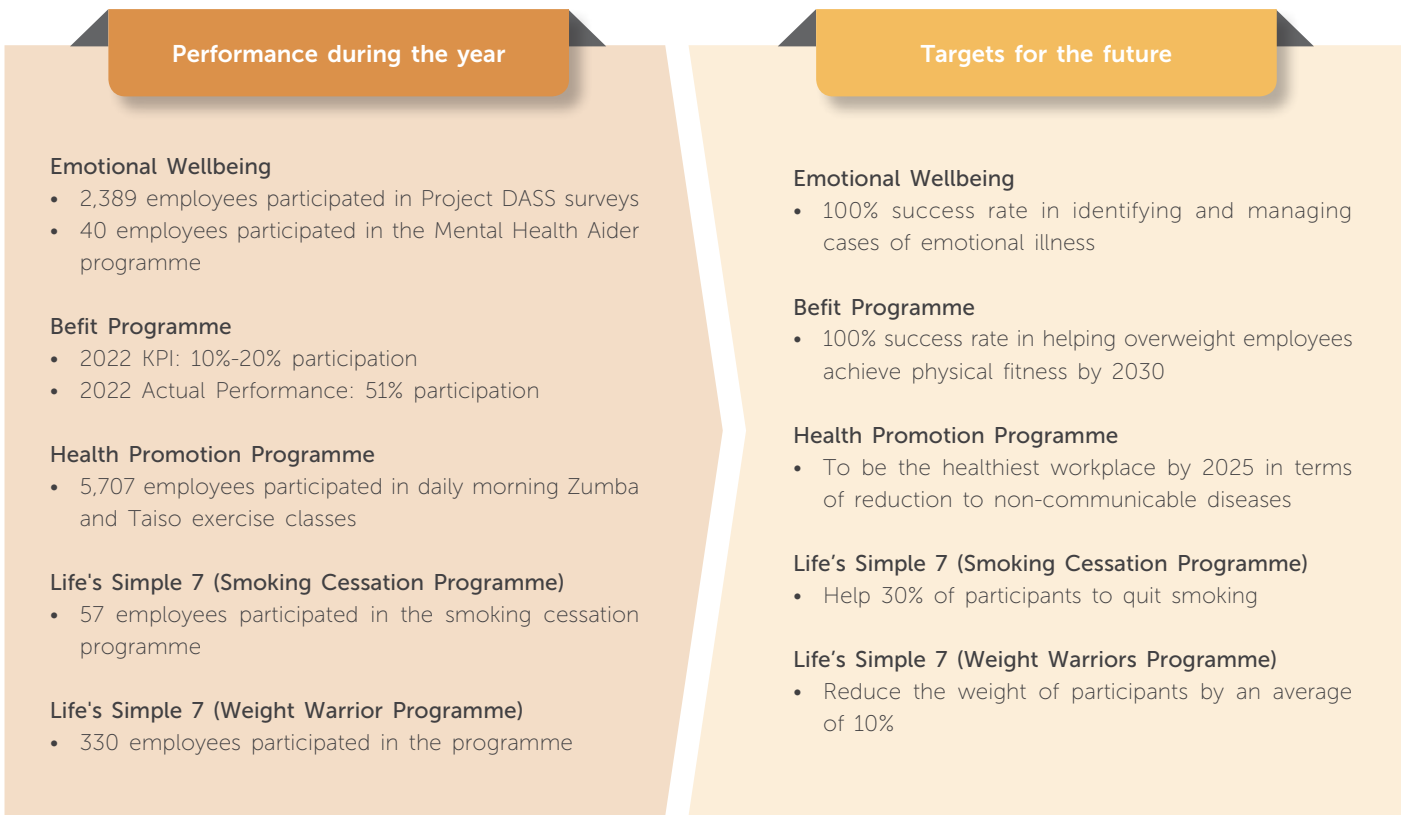 Performance during the year
Emotional Wellbeing
• 2,389 employees participated in Project DASS surveys
• 40 employees participated in the Mental Health Aider
programme
Befit Programme
• 2022 KPI: 10%-20% participation
• 2022 Actual Performance: 51% participation
Health Promotion Programme
• 5,707 employees participated in daily morning Zumba
and Taiso exercise classes
Life's Simple 7 (Smoking Cessation Programme)
• 57 employees participated in the smoking cessation
programme
Life's Simple 7 (Weight Warrior Programme)
• 330 employees participated in the programme
Targets for the future
Emotional Wellbeing
• 100% success rate in identifying and managing
cases of emotional illness
Befit Programme
• 100% success rate in helping overweight employees
achieve physical fitness by 2030
Health Promotion Programme
• To be the healthiest workplace by 2025 in terms
of reduction to non-communicable diseases
Life’s Simple 7 (Smoking Cessation Programme)
• Help 30% of participants to quit smoking
Life’s Simple 7 (Weight Warriors Programme)
• Reduce the weight of participants by an average
of 10%